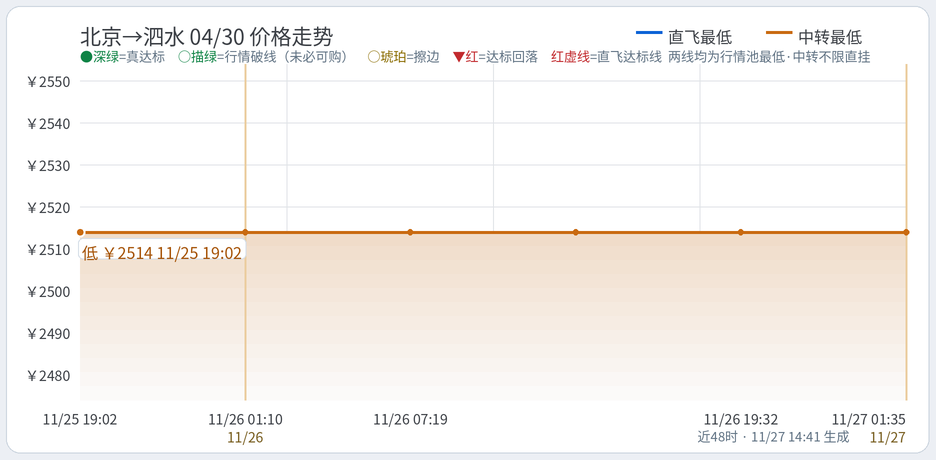 北京→泗水 04/30 价格走势
直飞最低 中转最低
●深绿=真达标 ○描绿=行情破线（未必可购） ○琥珀=擦边 ▼红=达标回落 红虚线=直飞达标线 两线均为行情池最低·中转不限直挂
￥2550
￥2540
￥2530
￥2520
￥2510
低 ￥2514 11/25 19:02
￥2500
￥2490
￥2480
11/25 19:02 11/26 01:10 11/26 07:19 11/26 19:32 11/27 01:35
11/26 近48时 · 11/27 14:41 生成 11/27